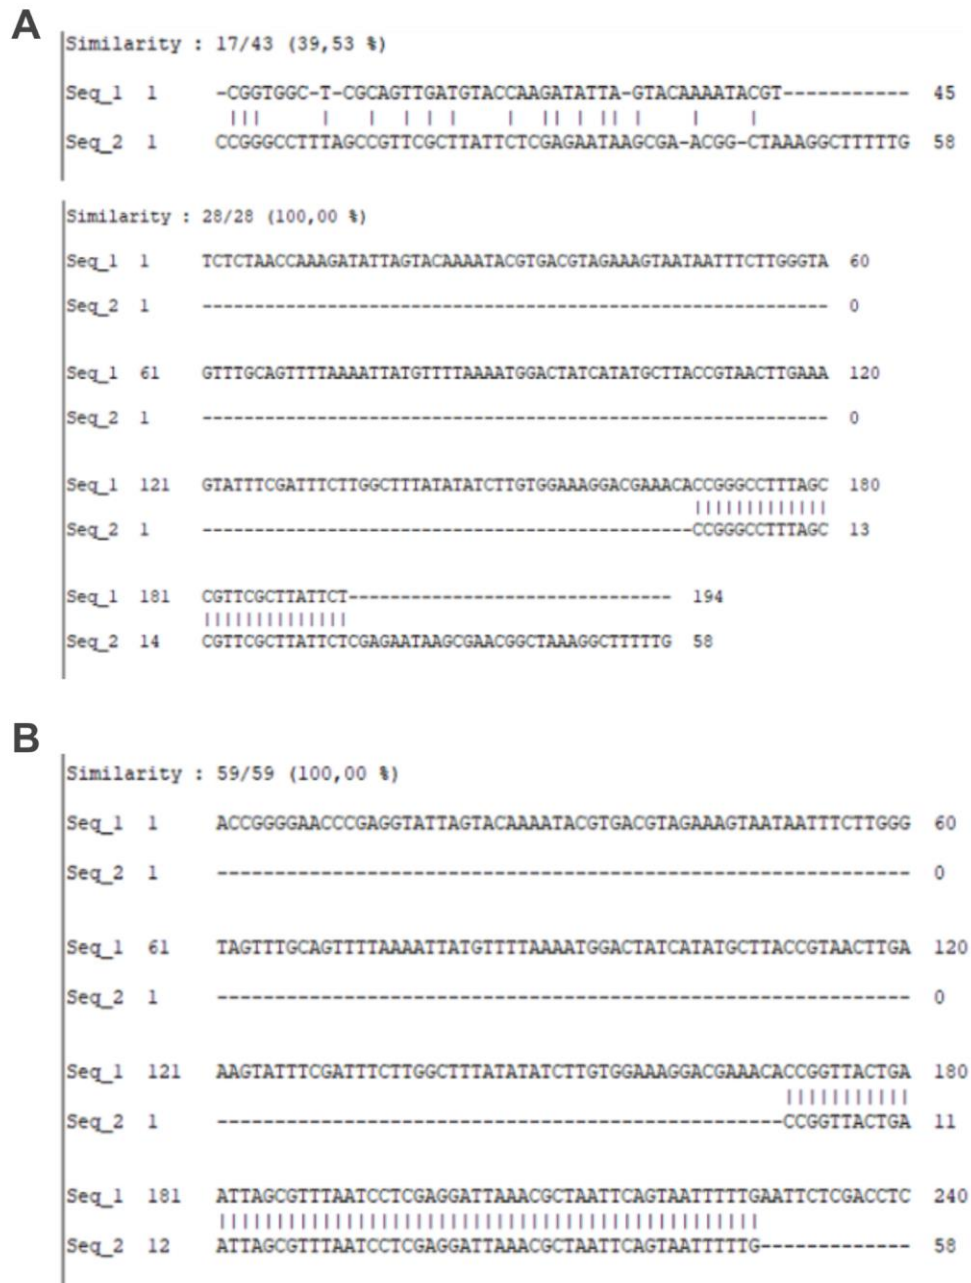 A
Similarity : 17/43 (39,53 %)
Seq_1 1 -CGGTGGC-T-CGCAGTTGATGTACCAAGATATTA-GTACAAAATACGT----------- 45
Seq_2 1 CCGGGCCTTTAGCCGTTCGCTTATTCTCGAGAATAAGCGA-ACGG-CTAAAGGCTTTTTG 58
Similarity : 28/28 (100,00 %)
Seq_1 1 TCTCTAACCAAAGATATTAGTACAAAATACGTGACGTAGAAAGTAATAATTTCTTGGGTA 60
Seq_2 1 ------------------------------------------------------------ 0
Seq_1 61 GTTTGCAGTTTTAAAATTATGTTTTAAAATGGACTATCATATGCTTACCGTAACTTGAAA 120
Seq_2 1 ------------------------------------------------------------ 0
Seq_1 121 GTATTTCGATTTCTTGGCTTTATATATCTTGTGGAAAGGACGAAACACCGGGCCTTTAGC 180
Seq_2 1 -----------------------------------------------CCGGGCCTTTAGC 13
Seq_1 181 CGTTCGCTTATTCT------------------------------- 194
Seq_2 14 CGTTCGCTTATTCTCGAGAATAAGCGAACGGCTAAAGGCTTTTTG 58
B
Similarity : 59/59 (100,00 %)
Seq_1 1 ACCGGGGAACCCGAGGTATTAGTACAAAATACGTGACGTAGAAAGTAATAATTTCTTGGG 60
Seq_2 1 ------------------------------------------------------------ 0
Seq_1 61 TAGTTTGCAGTTTTAAAATTATGTTTTAAAATGGACTATCATATGCTTACCGTAACTTGA 120
Seq_2 1 ------------------------------------------------------------ 0
Seq_1 121 AAGTATTTCGATTTCTTGGCTTTATATATCTTGTGGAAAGGACGAAACACCGGTTACTGA 180
Seq_2 1 -------------------------------------------------CCGGTTACTGA 11
Seq_1 181 ATTAGCGTTTAATCCTCGAGGATTAAACGCTAATTCAGTAATTTTTGAATTCTCGACCTC 240
Seq_2 12 ATTAGCGTTTAATCCTCGAGGATTAAACGCTAATTCAGTAATTTTTG------------- 58